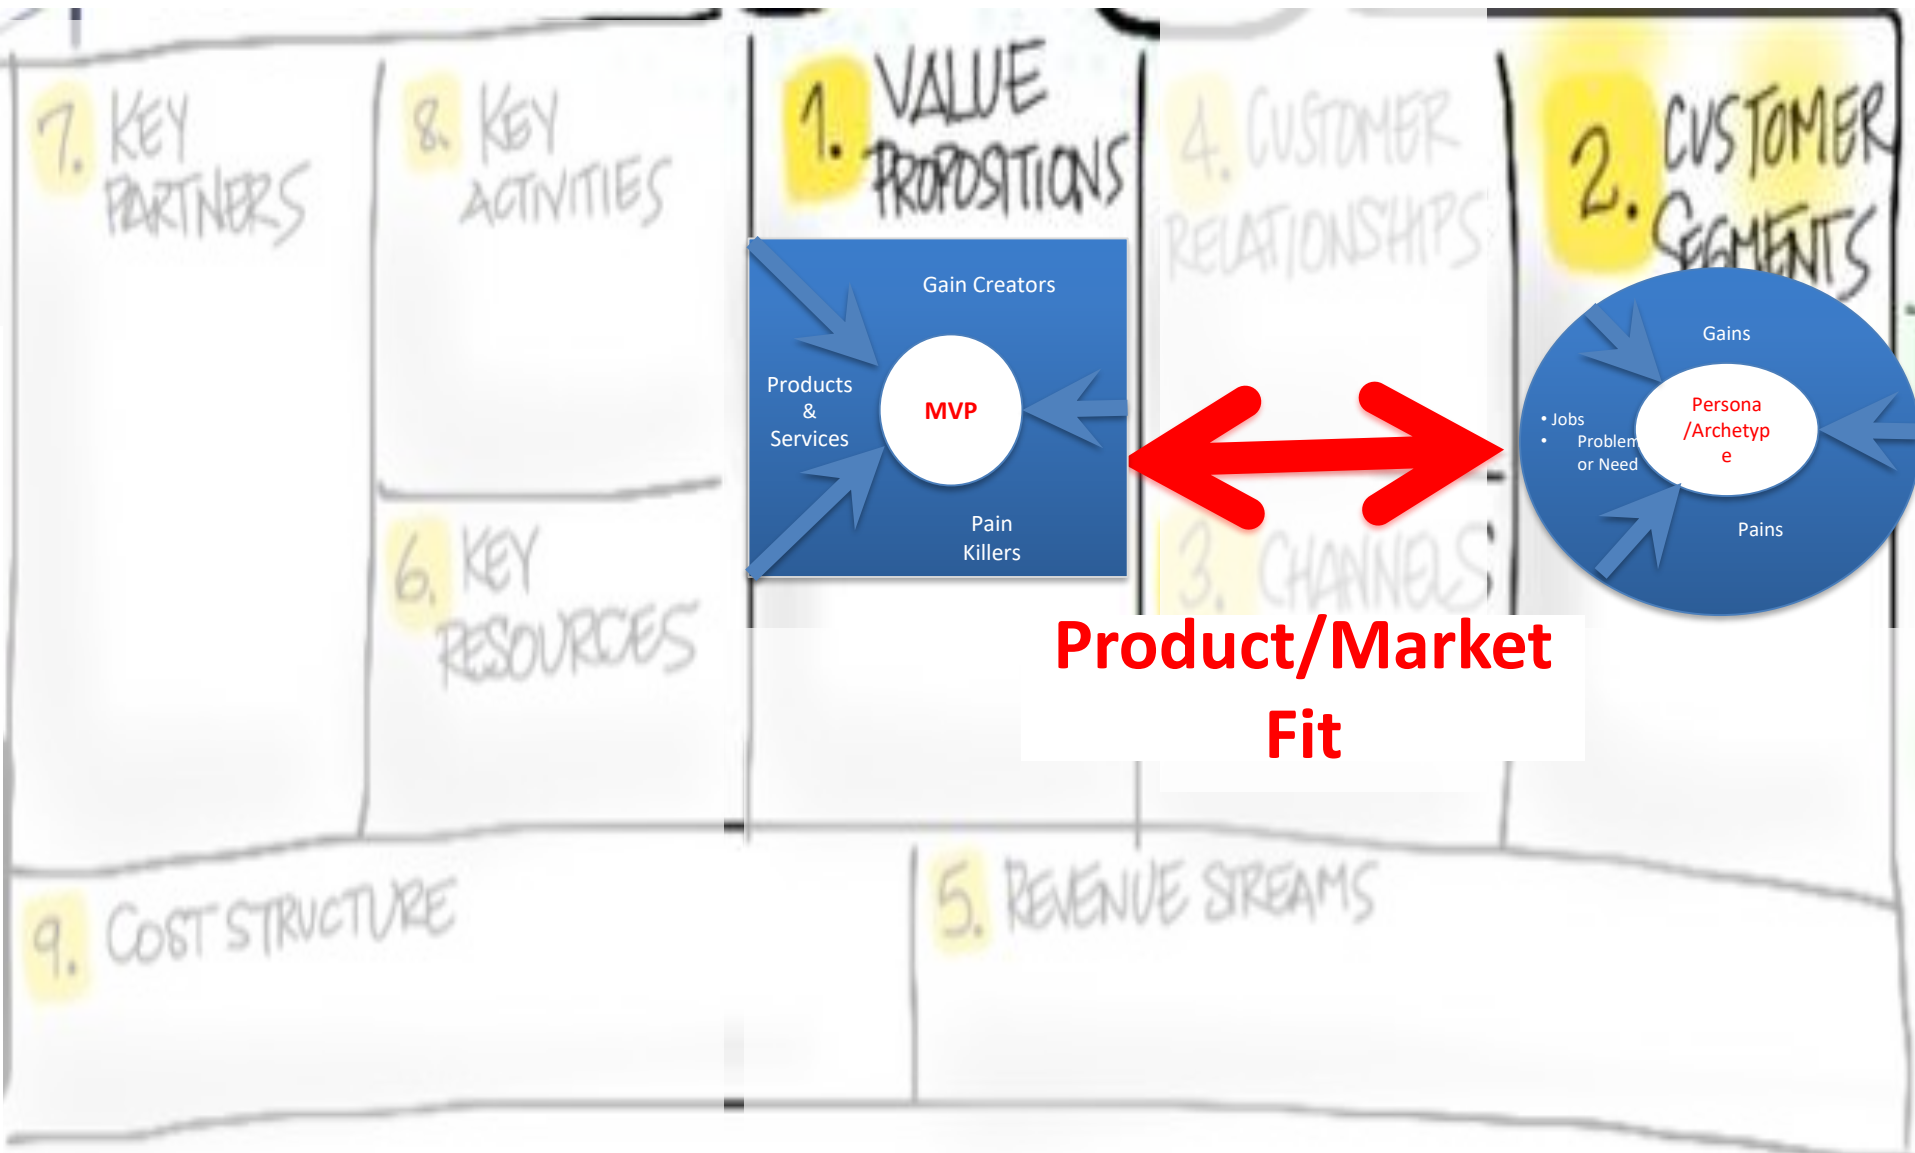 7. KEY
PARTNERS
8. KEY
ACTIVITIES
6. KEY
RESOURCES
1. VALUE
PROPOSITIONS
Gain Creators
Products
&
Services
MVP
Pain
Killers
4. CUSTOMER
RELATIONSHIPS
3. CHANNELS
Product/Market
Fit
2. CUSTOMER
SEGMENTS
Gains
• Jobs
• Problem
or Need
Persona
/Archetyp
e
Pains
9. COST STRUCTURE
5. REVENUE STREAMS